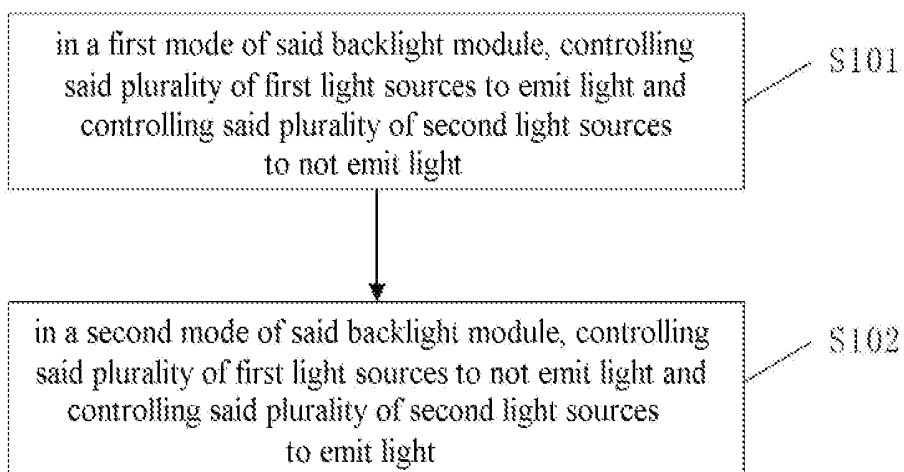 in a first mode of said backlight module, controlling
said plurality of first light sources to emit light and
controlling said plurality of second light sources
to not emit light
S101
in a second mode of said backlight module, controlling
said plurality of first light sources to not emit light and
controlling said plurality of second light sources
to emit light
S102